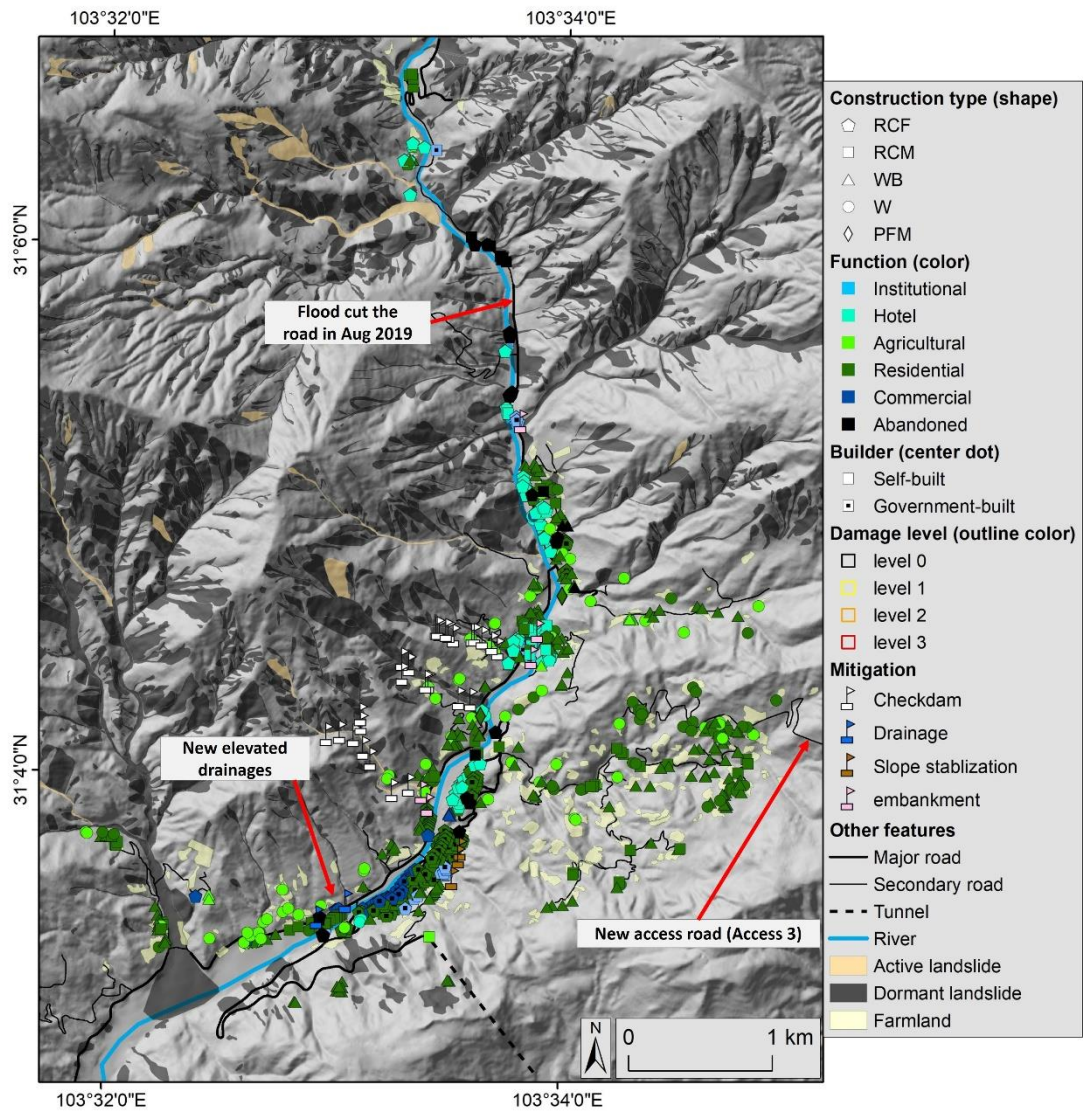 103°32'0"E
103°34'0"E
31°6'0"N
31°4'0"N
Flood cut the
road in Aug 2019
New elevated
drainages
New access road (Access 3)
N
0
1 km
103°32'0"E
103°34'0"E
Construction type (shape)
RCF
RCM
WB
W
PFM
Function (color)
Institutional
Hotel
Agricultural
Residential
Commercial
Abandoned
Builder (center dot)
Self-built
Government-built
Damage level (outline color)
level 0
level 1
level 2
level 3
Mitigation
Checkdam
Drainage
Slope stablization
embankment
Other features
Major road
Secondary road
Tunnel
River
Active landslide
Dormant landslide
Farmland